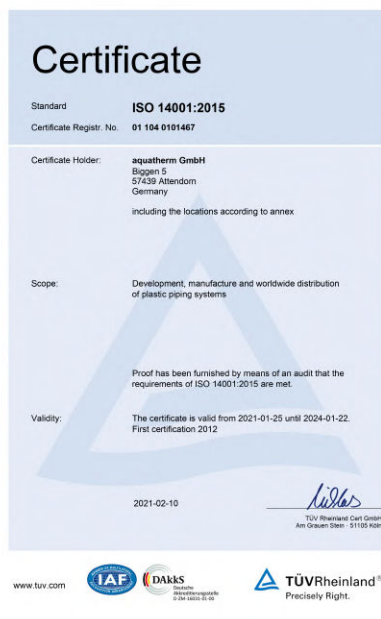 Certificate
Standard ISO 14001:2015
Certificate Registr. No. 01 104 0101467
Certificate Holder: aquatherm GmbH
Biggen 5
57439 Attendorn
Germany
including the locations according to annex
Scope: Development, manufacture and worldwide distribution
of plastic piping systems
Proof has been furnished by means of an audit that the
requirements of ISO 14001:2015 are met.
Validity: The certificate is valid from 2021-01-25 until 2024-01-22.
First certification 2012
2021-02-10
TÜV Rheinland Cert GmbH
Am Grauen Stein · 51105 Köln
www.tuv.com
IAF
DAkkS
Deutsche
Akkreditierungsstelle
D-ZM-16031-01-00
TÜVRheinland®
Precisely Right.